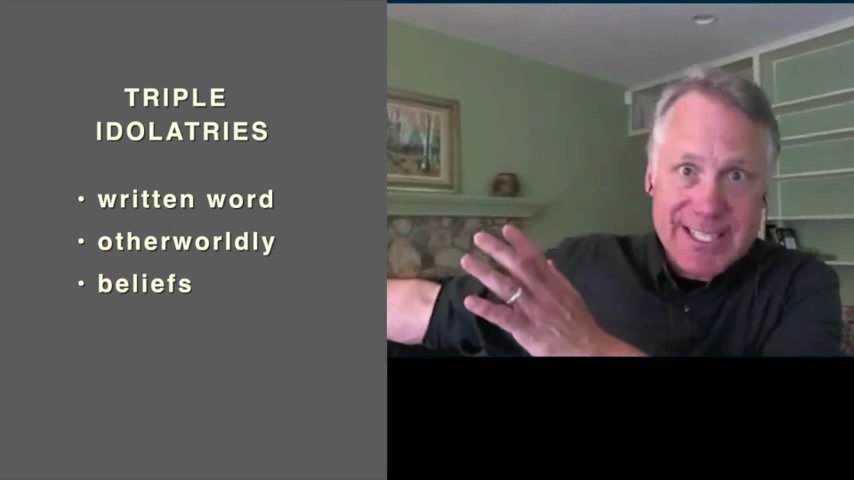 TRIPLE
IDOLATRIES
• written word
• otherworldly
• beliefs